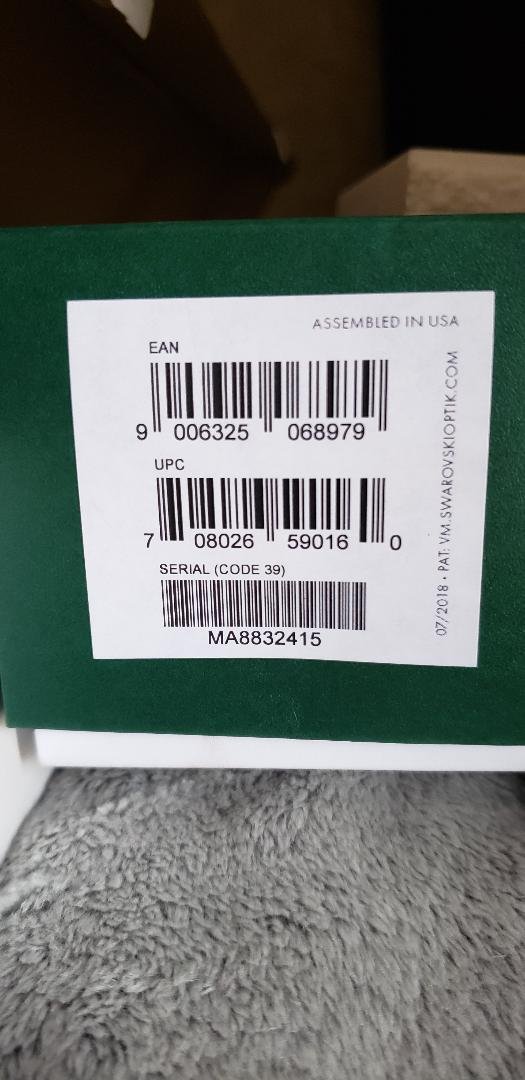 ASSEMBLED IN USA
EAN
9 006325 068979
UPC
7 08026 59016 0
SERIAL (CODE 39)
MA8832415
07/2018 • PAT: VM.SWAROVSKIOPTIK.COM